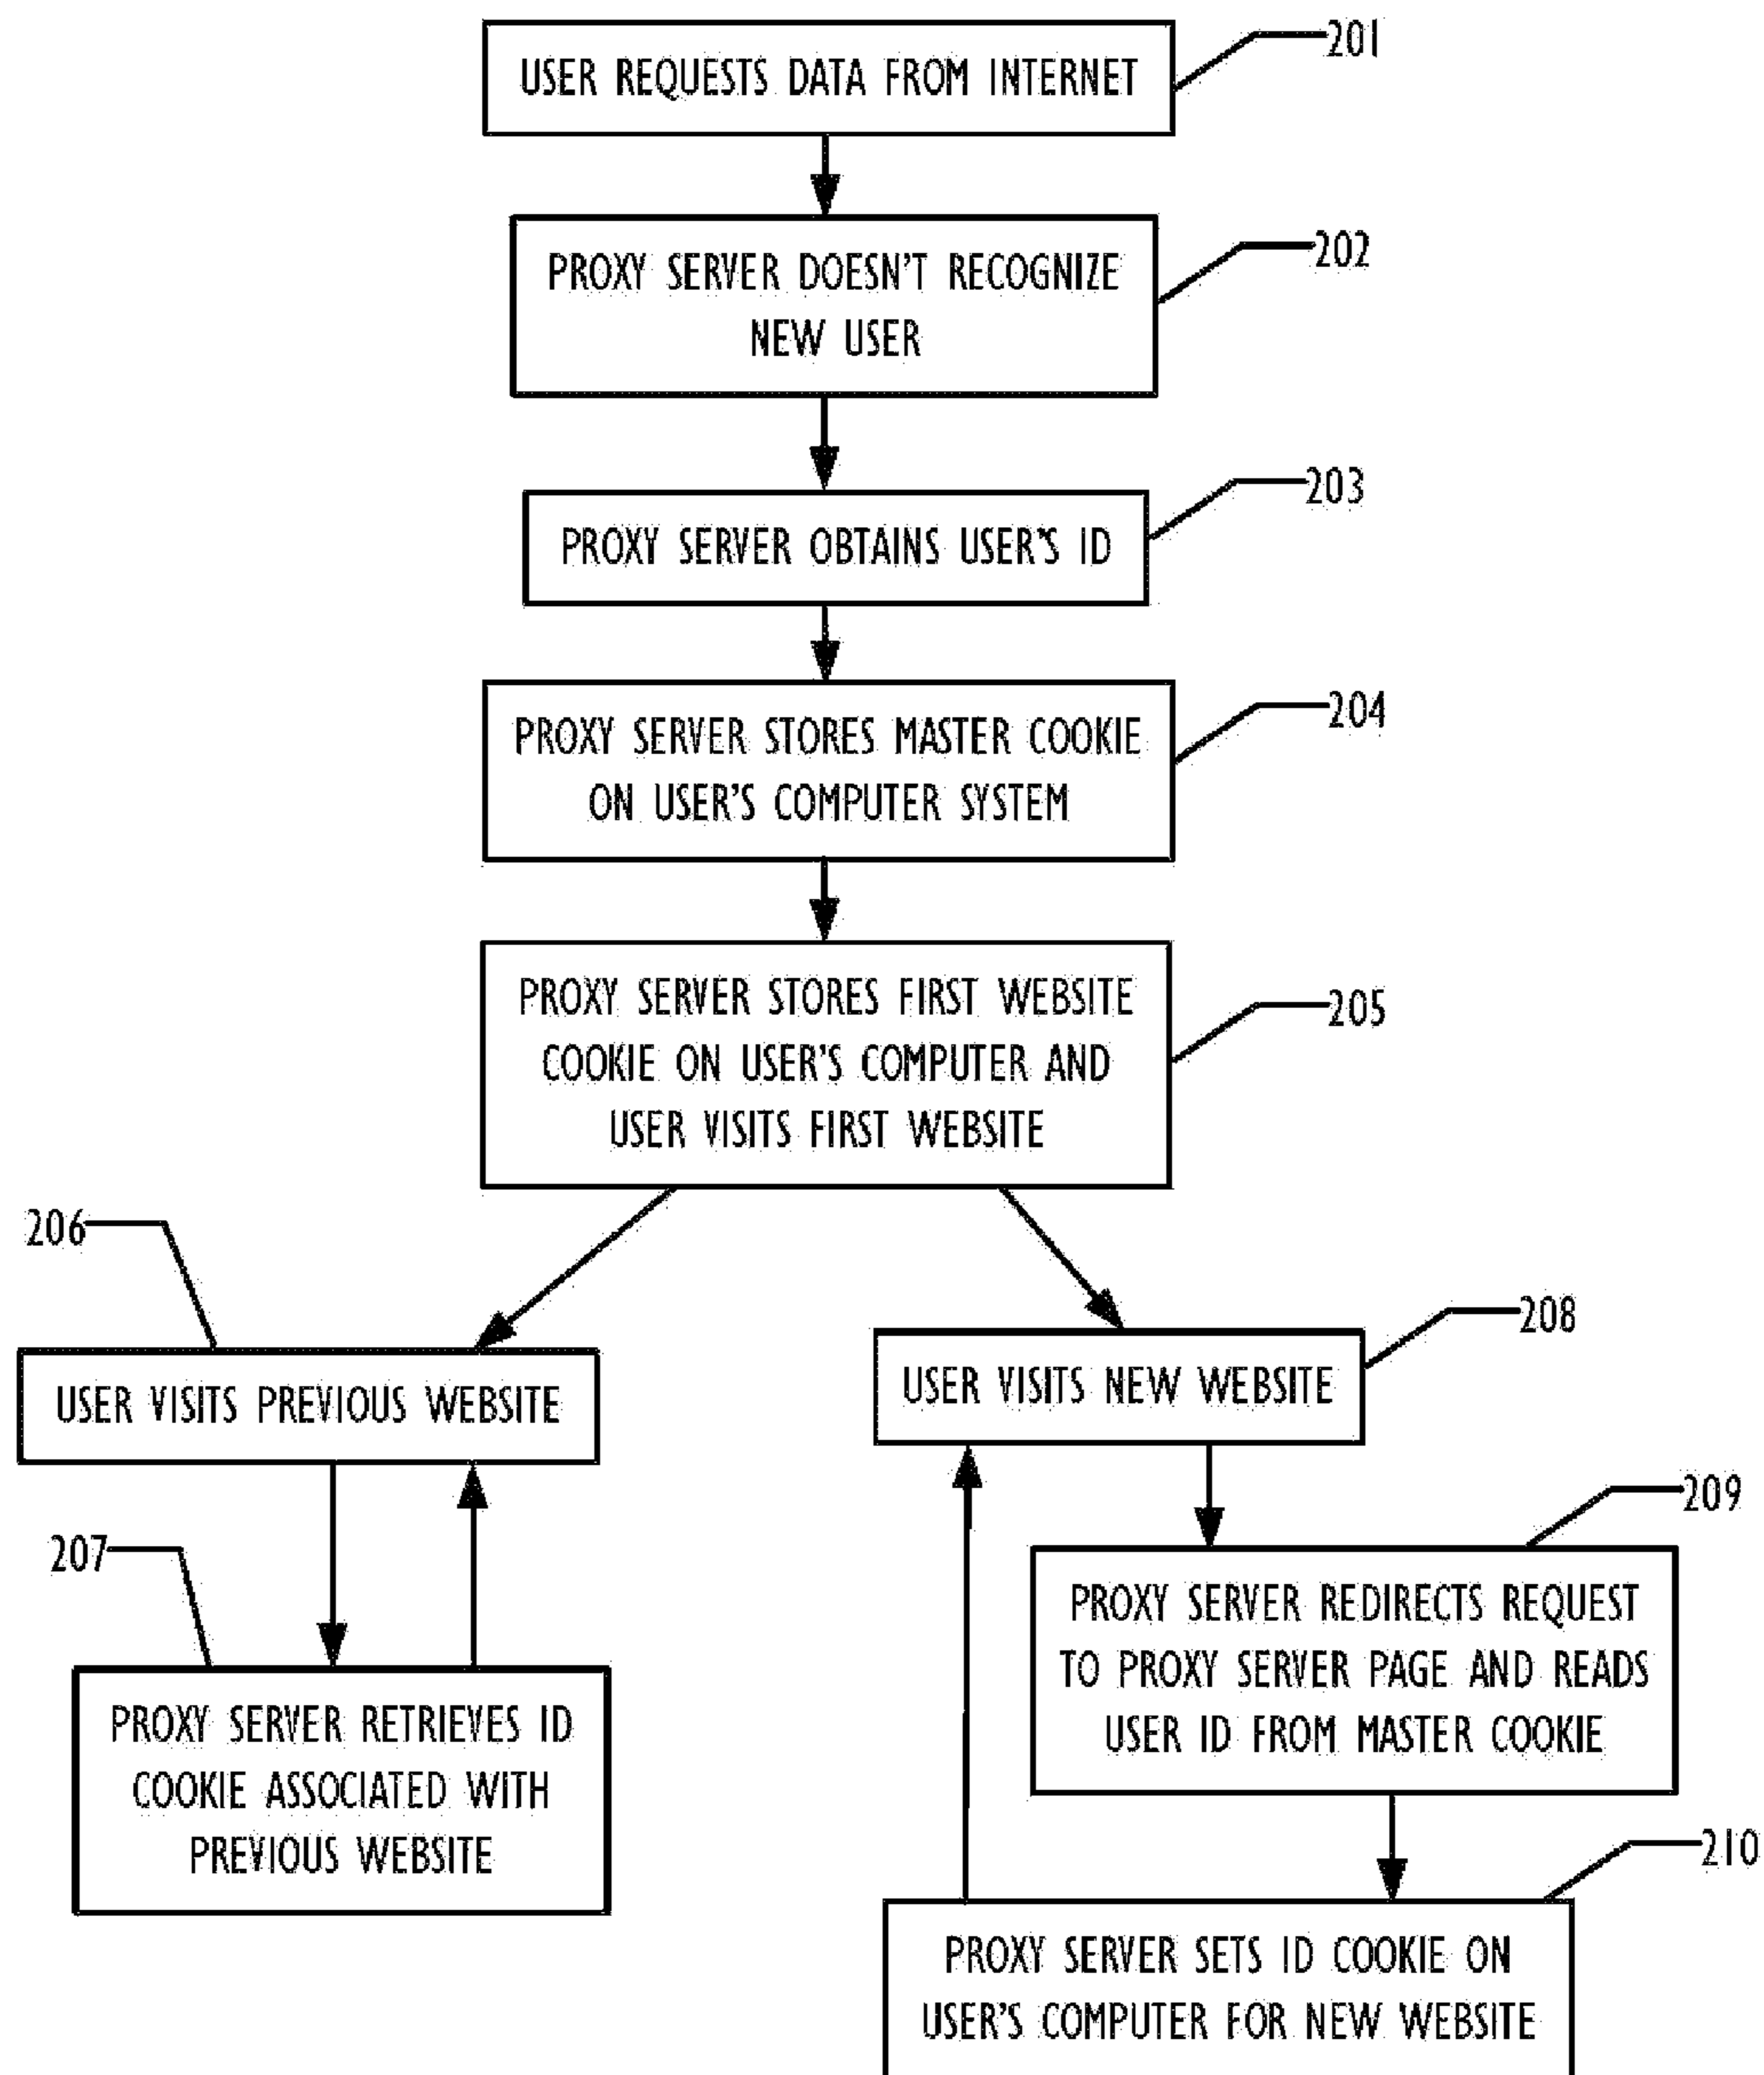 201
USER REQUESTS DATA FROM INTERNET
202
PROXY SERVER DOESN'T RECOGNIZE
NEW USER
203
PROXY SERVER OBTAINS USER'S ID
204
PROXY SERVER STORES MASTER COOKIE
ON USER'S COMPUTER SYSTEM
205
PROXY SERVER STORES FIRST WEBSITE
COOKIE ON USER'S COMPUTER AND
USER VISITS FIRST WEBSITE
206
USER VISITS PREVIOUS WEBSITE
207
PROXY SERVER RETRIEVES ID
COOKIE ASSOCIATED WITH
PREVIOUS WEBSITE
208
USER VISITS NEW WEBSITE
209
PROXY SERVER REDIRECTS REQUEST
TO PROXY SERVER PAGE AND READS
USER ID FROM MASTER COOKIE
210
PROXY SERVER SETS ID COOKIE ON
USER'S COMPUTER FOR NEW WEBSITE